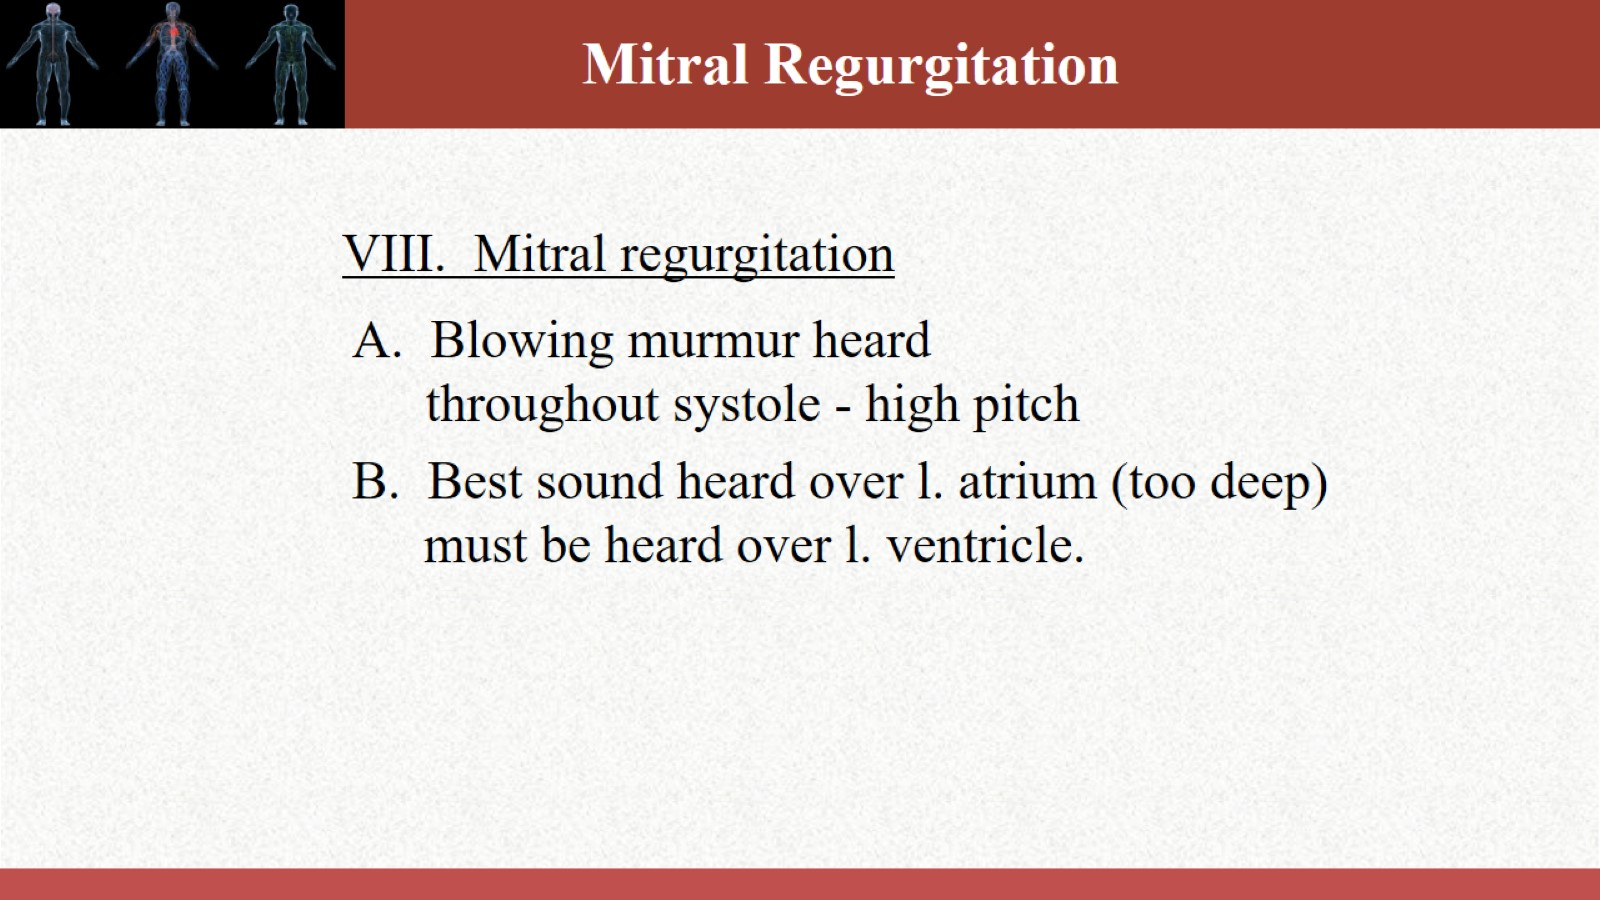 Mitral Regurgitation
VIII. Mitral regurgitation
A. Blowing murmur heard
throughout systole - high pitch
B. Best sound heard over l. atrium (too deep)
must be heard over l. ventricle.